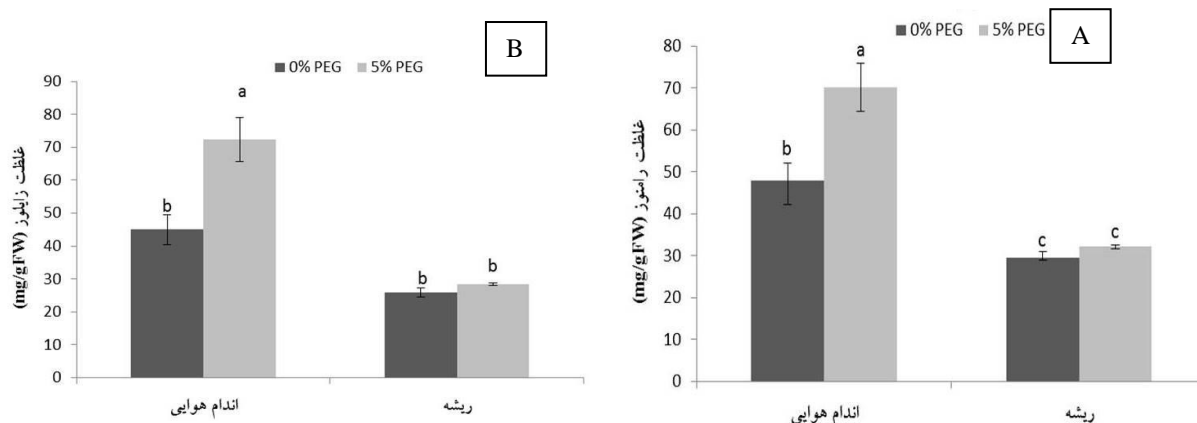 B
0% PEG 5% PEG
90
80
70
60
50
40
30
20
10
0
غلظت زایلوز (mg/gFW)
b
a
b
b
اندام هوایی
ریشه
A
0% PEG 5% PEG
80
70
60
50
40
30
20
10
0
غلظت رامنوز (mg/gFW)
b
a
c
c
اندام هوایی
ریشه